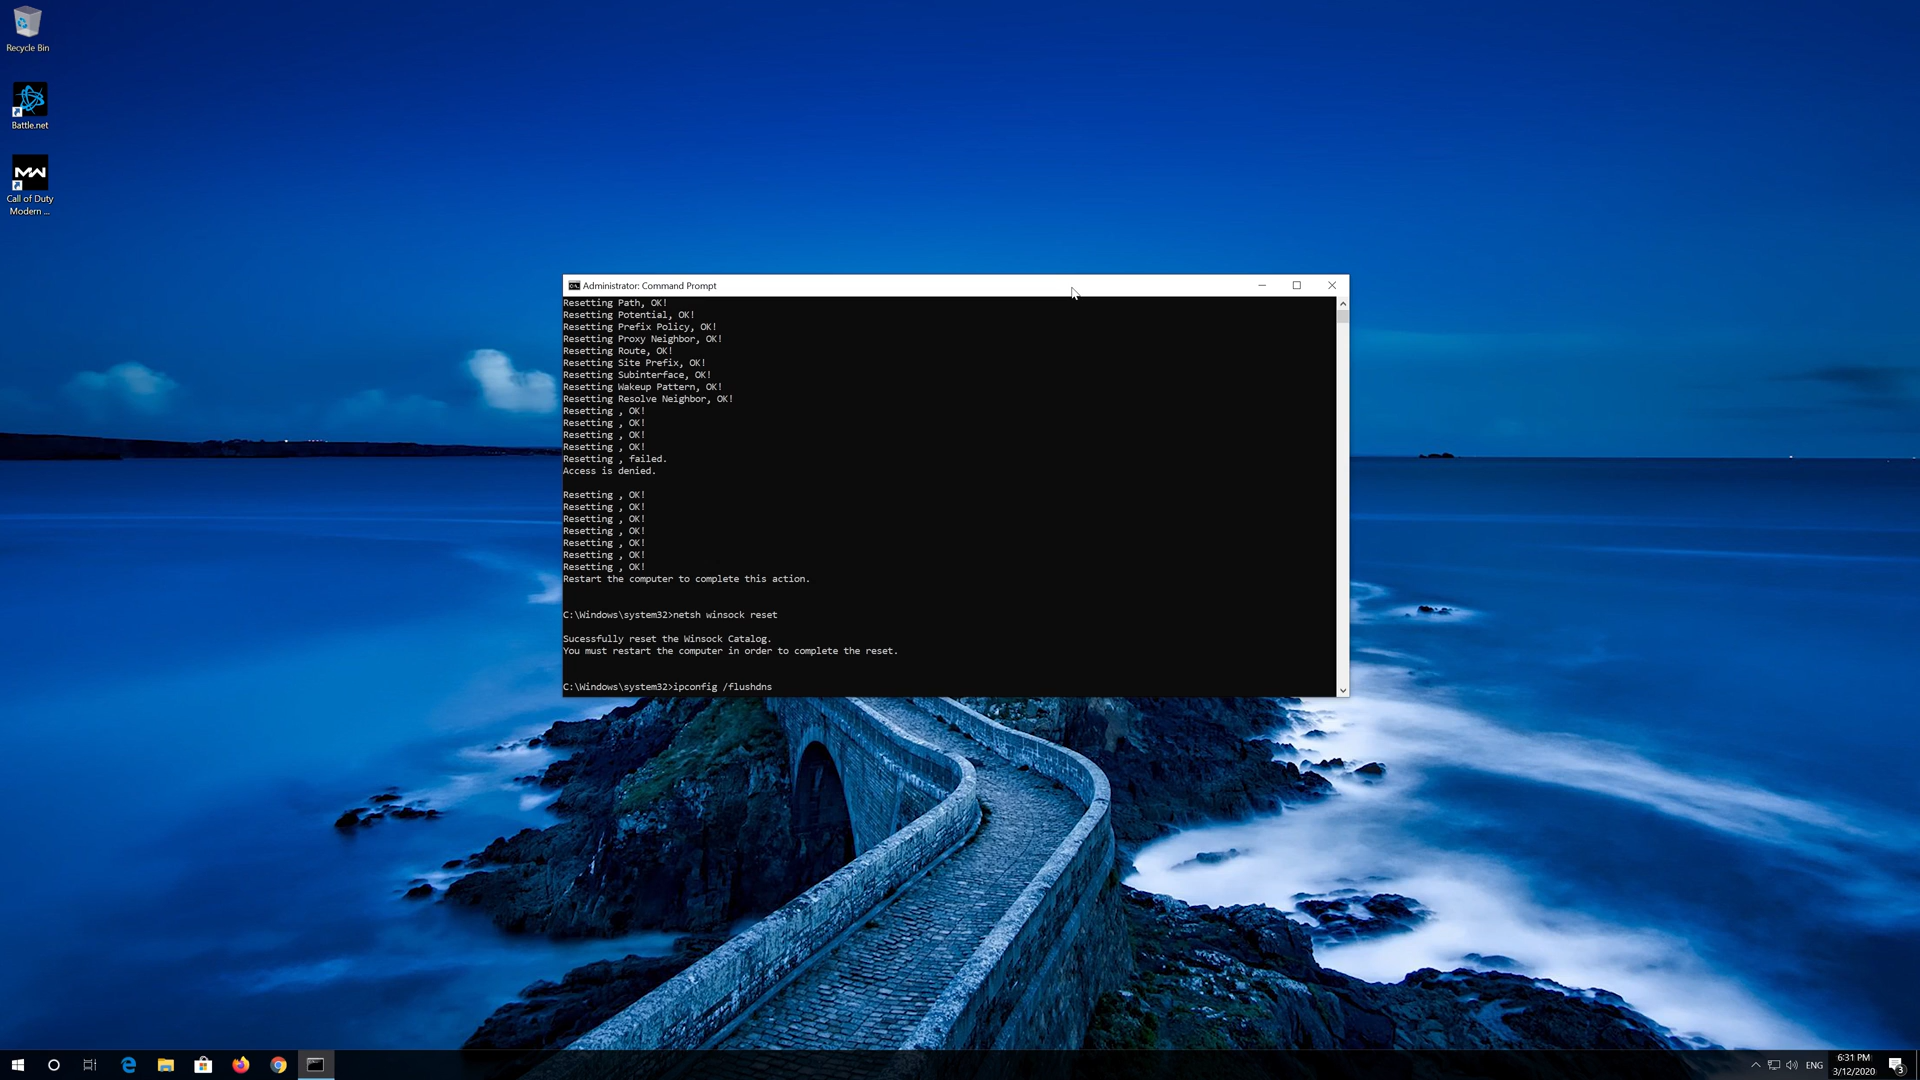 Recycle Bin
Battle.net
MW
Call of Duty
Modern ...
Administrator: Command Prompt
Resetting Path, OK!
Resetting Potential, OK!
Resetting Prefix Policy, OK!
Resetting Proxy Neighbor, OK!
Resetting Route, OK!
Resetting Site Prefix, OK!
Resetting Subinterface, OK!
Resetting Wakeup Pattern, OK!
Resetting Resolve Neighbor, OK!
Resetting , OK!
Resetting , OK!
Resetting , OK!
Resetting , OK!
Resetting , failed.
Access is denied.
Resetting , OK!
Resetting , OK!
Resetting , OK!
Resetting , OK!
Resetting , OK!
Resetting , OK!
Resetting , OK!
Restart the computer to complete this action.
C:\Windows\system32>netsh winsock reset
Sucessfully reset the Winsock Catalog.
You must restart the computer in order to complete the reset.
C:\Windows\system32>ipconfig /flushdns
ENG
6:31 PM
3/12/2020
3